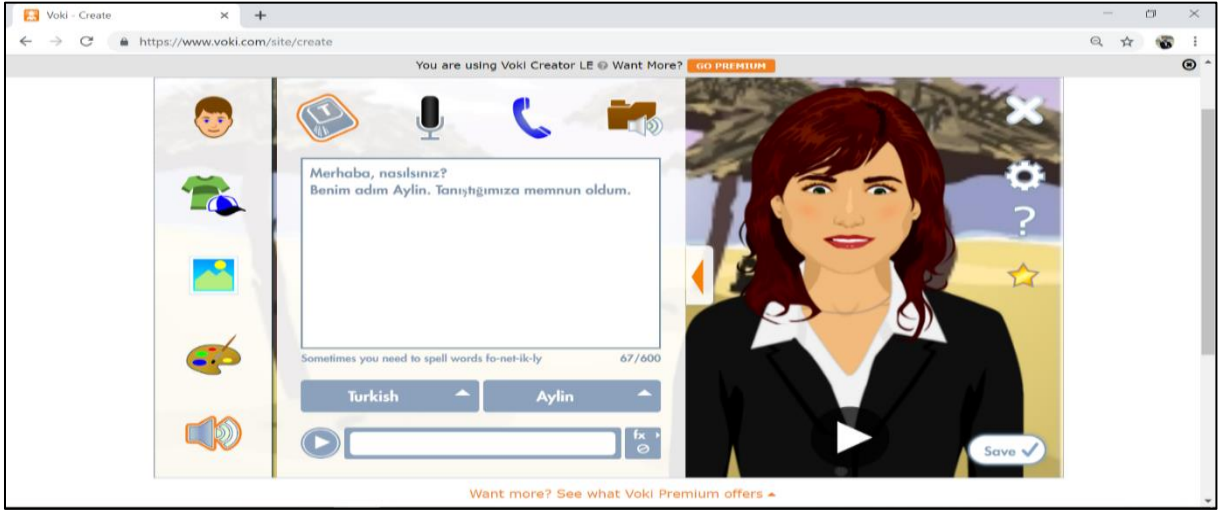 Voki - Create
https://www.voki.com/site/create
You are using Voki Creator LE Want More? GO PREMIUM
T
Merhaba, nasılsınız?
Benim adım Aylin. Tanıştığımıza memnun oldum.
?
Sometimes you need to spell words fo-net-ik-ly 67/600
Turkish Aylin
fx
Save
Want more? See what Voki Premium offers